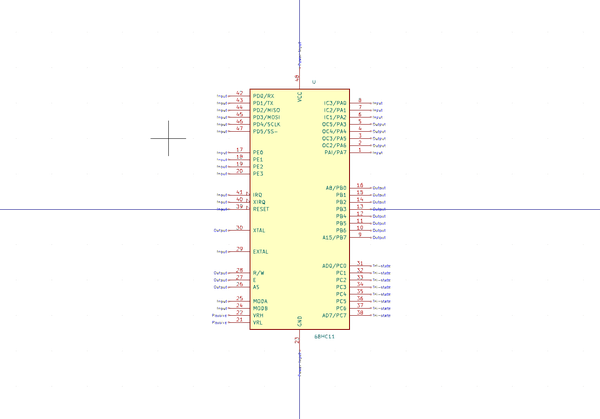 Power input
48
VCC
U
Input 42 PD0/RX
Input 43 PD1/TX
Input 44 PD2/MISO
Input 45 PD3/MOSI
Input 46 PD4/SCLK
Input 47 PD5/SS-
Input 17 PE0
Input 18 PE1
Input 19 PE2
Input 20 PE3
Input 41 IRQ
Input 40 XIRQ
Input 39 RESET
Output 30 XTAL
Input 29 EXTAL
Output 28 R/W
Output 27 E
Output 26 AS
Input 25 MODA
Input 24 MODB
Passive 22 VRH
Passive 21 VRL
IC3/PA0 8 Input
IC2/PA1 7 Input
IC1/PA2 6 Input
OC5/PA3 5 Output
OC4/PA4 4 Output
OC3/PA5 3 Output
OC2/PA6 2 Output
PAI/PA7 1 Input
A8/PB0 16 Output
PB1 15 Output
PB2 14 Output
PB3 13 Output
PB4 12 Output
PB5 11 Output
PB6 10 Output
A15/PB7 9 Output
AD0/PC0 31 Tri-state
PC1 32 Tri-state
PC2 33 Tri-state
PC3 34 Tri-state
PC4 35 Tri-state
PC5 36 Tri-state
PC6 37 Tri-state
AD7/PC7 38 Tri-state
GND
23
68HC11
Power input